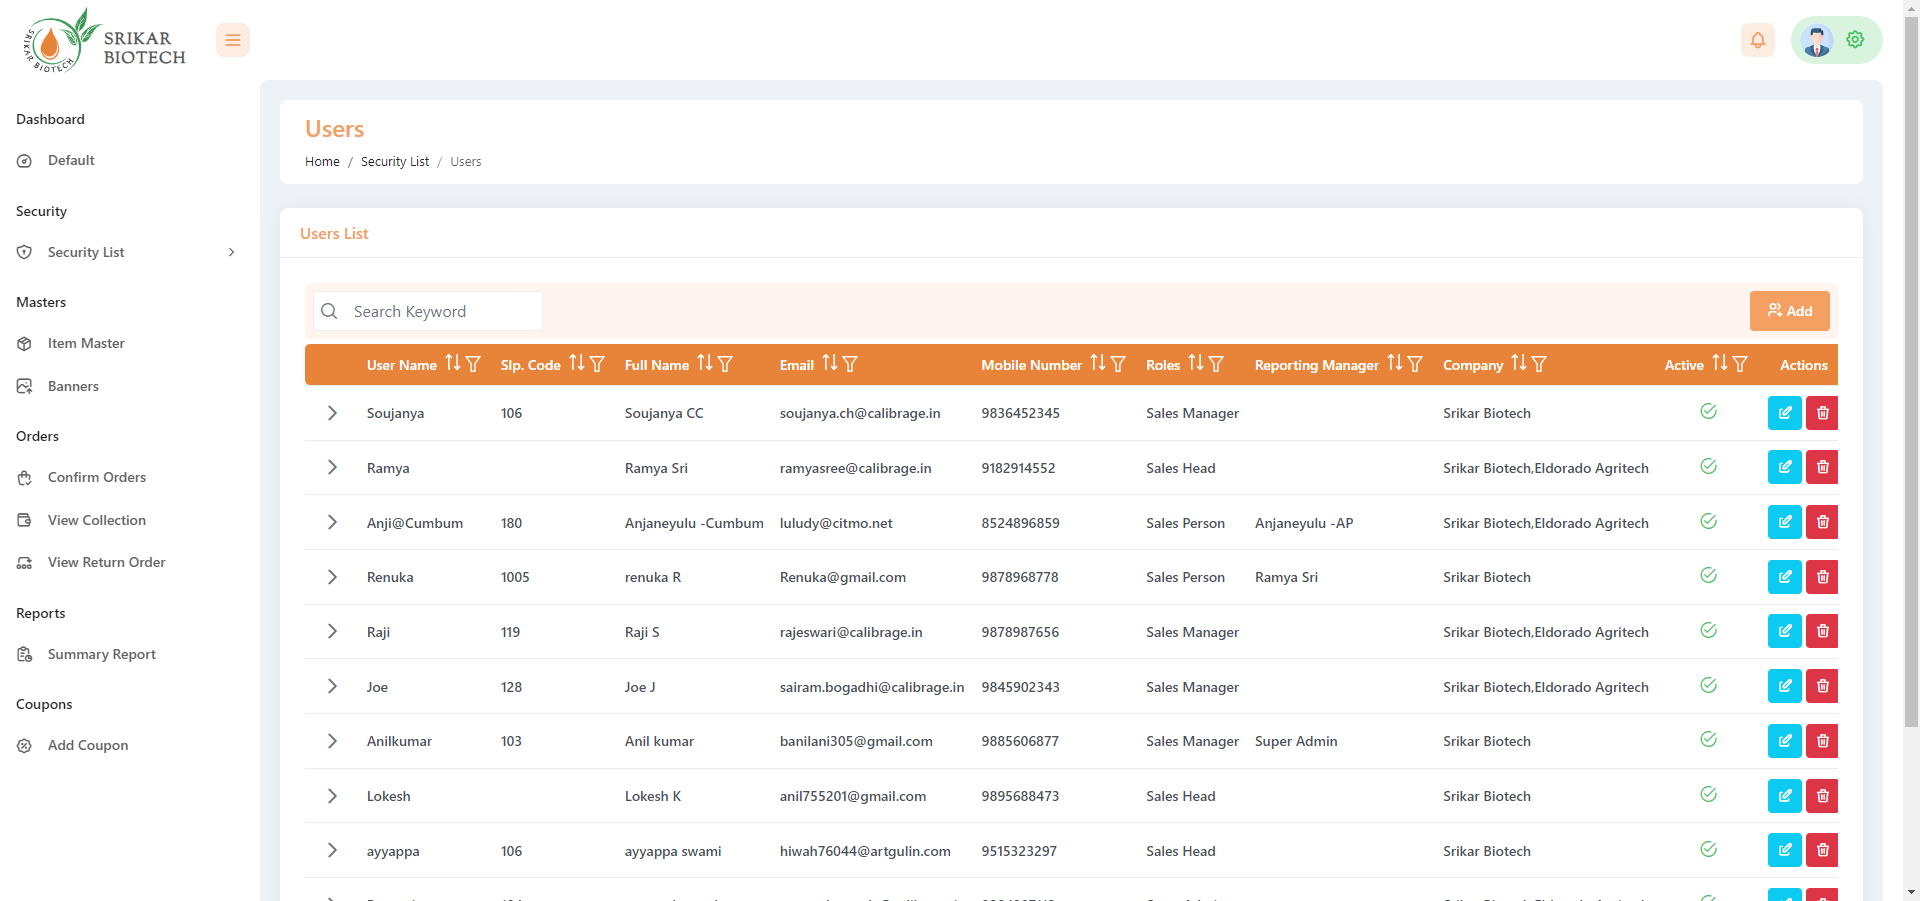 SRIKAR BIOTECH
SRIKAR
BIOTECH
Dashboard
Default
Security
Security List
Masters
Item Master
Banners
Orders
Confirm Orders
View Collection
View Return Order
Reports
Summary Report
Coupons
Add Coupon
Users
Home / Security List / Users
Users List
Search Keyword
Add
User Name Slp. Code Full Name Email Mobile Number Roles Reporting Manager Company Active Actions
Soujanya 106 Soujanya CC soujanya.ch@calibrage.in 9836452345 Sales Manager Srikar Biotech
Ramya Ramya Sri ramyasree@calibrage.in 9182914552 Sales Head Srikar Biotech,Eldorado Agritech
Anji@Cumbum 180 Anjaneyulu -Cumbum luludy@citmo.net 8524896859 Sales Person Anjaneyulu -AP Srikar Biotech,Eldorado Agritech
Renuka 1005 renuka R Renuka@gmail.com 9878968778 Sales Person Ramya Sri Srikar Biotech
Raji 119 Raji S rajeswari@calibrage.in 9878987656 Sales Manager Srikar Biotech,Eldorado Agritech
Joe 128 Joe J sairam.bogadhi@calibrage.in 9845902343 Sales Manager Srikar Biotech,Eldorado Agritech
Anilkumar 103 Anil kumar banilani305@gmail.com 9885606877 Sales Manager Super Admin Srikar Biotech
Lokesh Lokesh K anil755201@gmail.com 9895688473 Sales Head Srikar Biotech
ayyappa 106 ayyappa swami hiwah76044@artgulin.com 9515323297 Sales Head Srikar Biotech